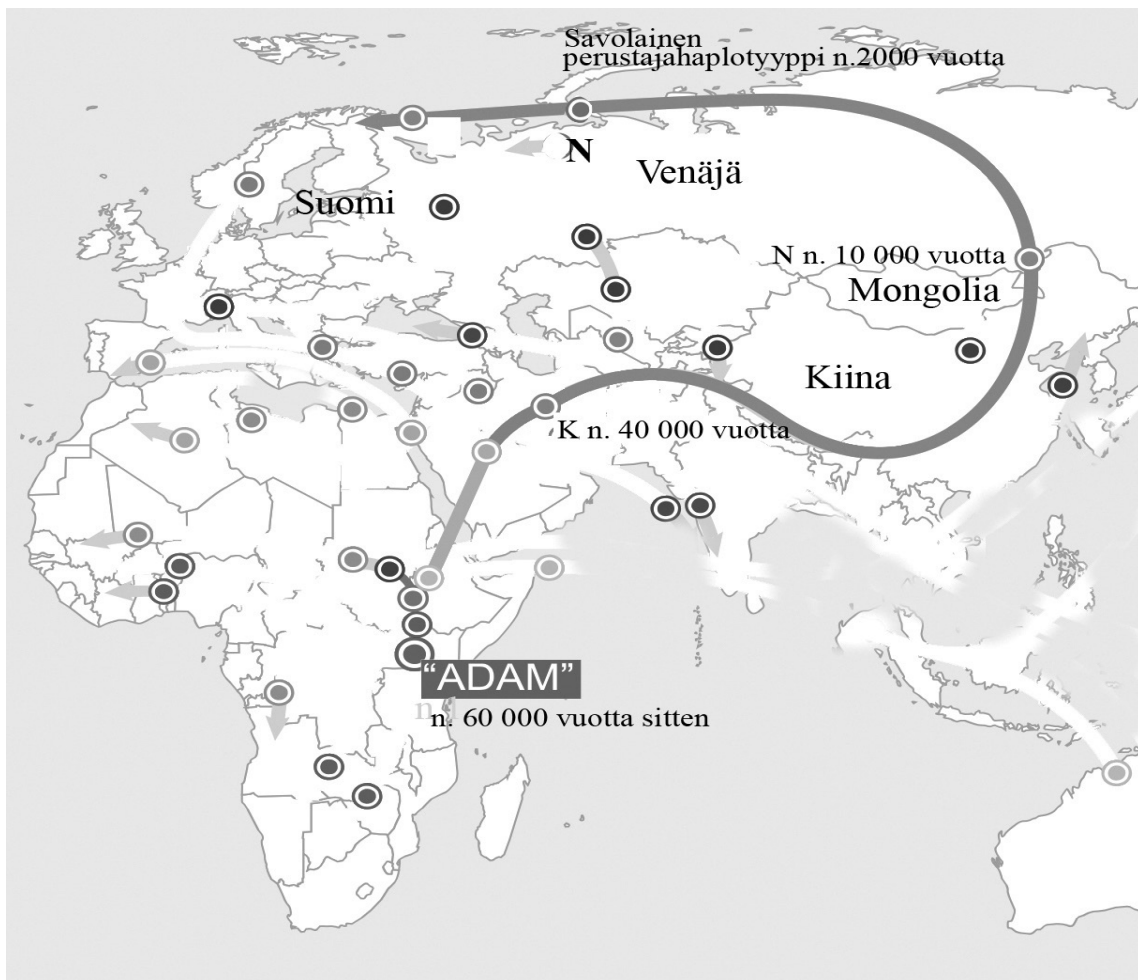 Savolainen
perustajahaplotyyppi n.2000 vuotta
N
Venäjä
Suomi
N n. 10 000 vuotta
Mongolia
Kiina
K n. 40 000 vuotta
“ADAM”
n. 60 000 vuotta sitten